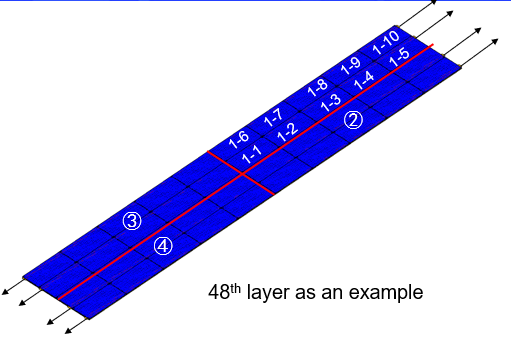 1-6 1-7 1-8 1-9 1-10
1-1 1-2 1-3 1-4 1-5
②
③
④
48th layer as an example